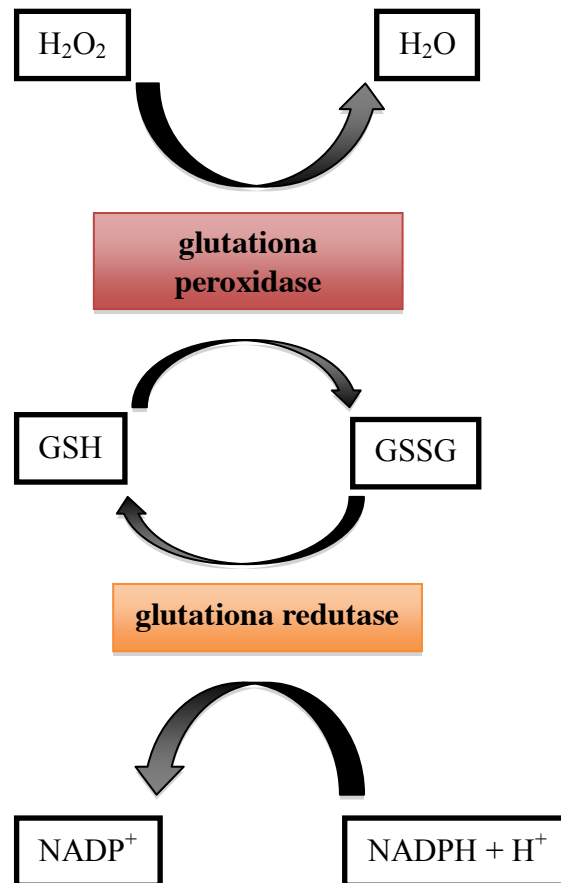 H₂O₂
H₂O
glutationa
peroxidase
GSH
GSSG
glutationa redutase
NADP⁺
NADPH + H⁺